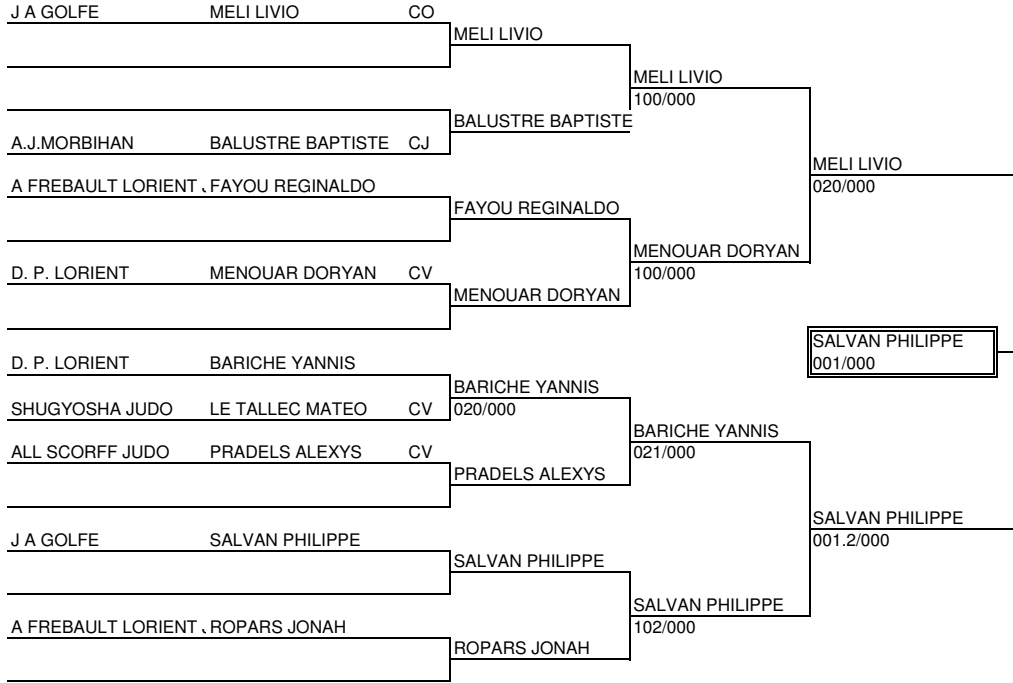 J A GOLFE MELI LIVIO CO
MELI LIVIO
MELI LIVIO
100/000
BALUSTRE BAPTISTE
A.J.MORBIHAN BALUSTRE BAPTISTE CJ
MELI LIVIO
020/000
A FREBAULT LORIENT FAYOU REGINALDO
FAYOU REGINALDO
MENOUAR DORYAN
100/000
D. P. LORIENT MENOUAR DORYAN CV
MENOUAR DORYAN
SALVAN PHILIPPE
001/000
D. P. LORIENT BARICHE YANNIS
BARICHE YANNIS
020/000
SHUGYOSHA JUDO LE TALLEC MATEO CV
BARICHE YANNIS
021/000
ALL SCORFF JUDO PRADELS ALEXYS CV
PRADELS ALEXYS
SALVAN PHILIPPE
001.2/000
J A GOLFE SALVAN PHILIPPE
SALVAN PHILIPPE
SALVAN PHILIPPE
102/000
A FREBAULT LORIENT ROPARS JONAH
ROPARS JONAH